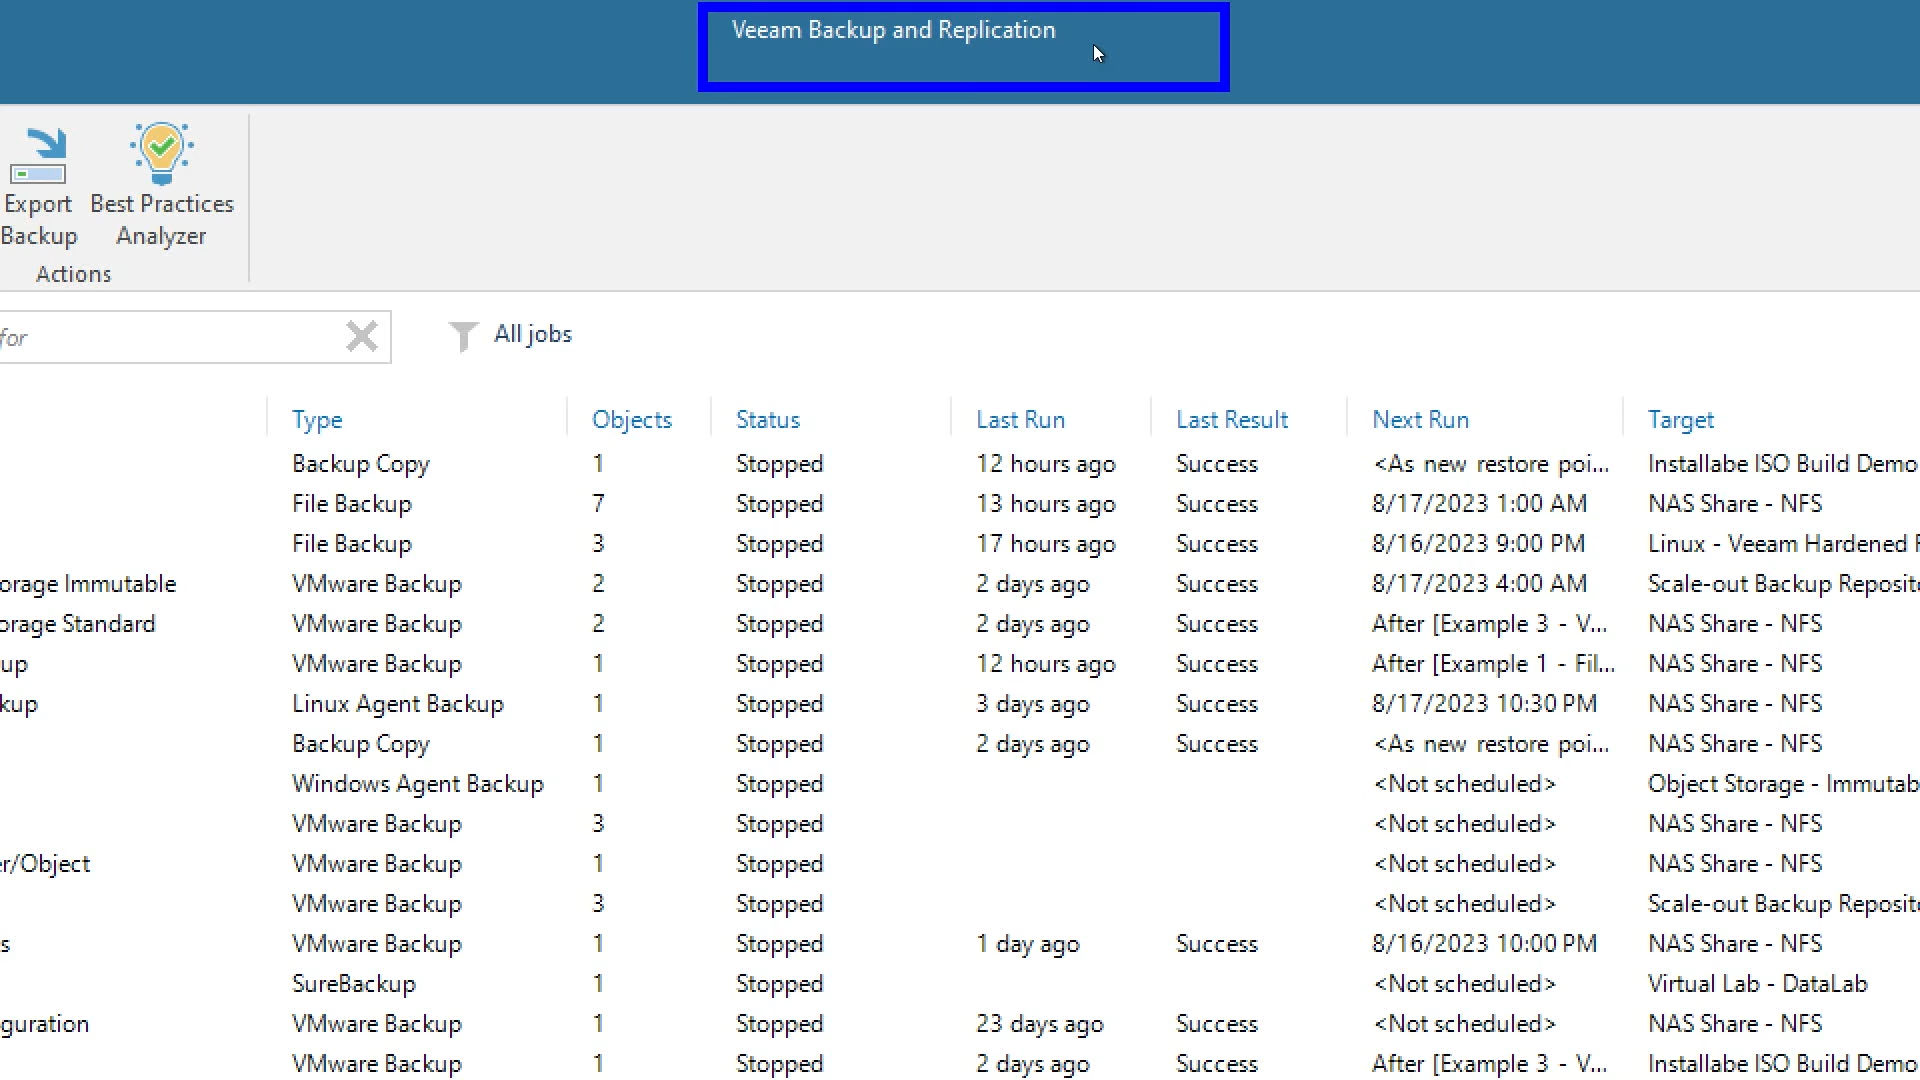 Veeam Backup and Replication
Export
Backup
Best Practices
Analyzer
Actions
for
All jobs
Type Objects Status Last Run Last Result Next Run Target
Backup Copy 1 Stopped 12 hours ago Success <As new restore poi... Installabe ISO Build Demo
File Backup 7 Stopped 13 hours ago Success 8/17/2023 1:00 AM NAS Share - NFS
File Backup 3 Stopped 17 hours ago Success 8/16/2023 9:00 PM Linux - Veeam Hardened
orage Immutable VMware Backup 2 Stopped 2 days ago Success 8/17/2023 4:00 AM Scale-out Backup Reposito
orage Standard VMware Backup 2 Stopped 2 days ago Success After [Example 3 - V... NAS Share - NFS
up VMware Backup 1 Stopped 12 hours ago Success After [Example 1 - Fil... NAS Share - NFS
kup Linux Agent Backup 1 Stopped 3 days ago Success 8/17/2023 10:30 PM NAS Share - NFS
Backup Copy 1 Stopped 2 days ago Success <As new restore poi... NAS Share - NFS
Windows Agent Backup 1 Stopped <Not scheduled> Object Storage - Immutab
VMware Backup 3 Stopped <Not scheduled> NAS Share - NFS
er/Object VMware Backup 1 Stopped <Not scheduled> NAS Share - NFS
VMware Backup 3 Stopped <Not scheduled> Scale-out Backup Reposito
s VMware Backup 1 Stopped 1 day ago Success 8/16/2023 10:00 PM NAS Share - NFS
SureBackup 1 Stopped <Not scheduled> Virtual Lab - DataLab
guration VMware Backup 1 Stopped 23 days ago Success <Not scheduled> NAS Share - NFS
VMware Backup 1 Stopped 2 days ago Success After [Example 3 - V... Installabe ISO Build Demo